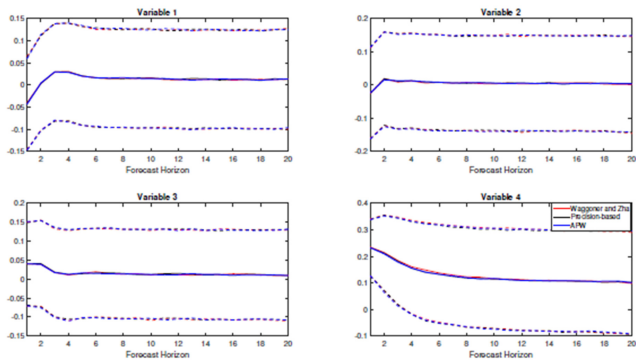 Variable 1
0.15
0.1
0.05
0
-0.05
-0.1
-0.15
2 4 6 8 10 12 14 16 18 20
Forecast Horizon
Variable 2
0.2
0.1
0
-0.1
-0.2
2 4 6 8 10 12 14 16 18 20
Forecast Horizon
Variable 3
0.2
0.15
0.1
0.05
0
-0.05
-0.1
-0.15
2 4 6 8 10 12 14 16 18 20
Forecast Horizon
Variable 4
0.4
0.3
0.2
0.1
0
-0.1
2 4 6 8 10 12 14 16 18 20
Forecast Horizon
Waggoner and Zha
Precision-based
APW